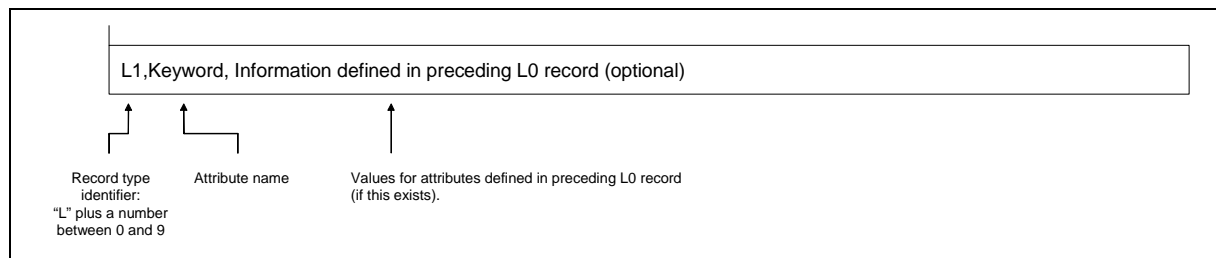 L1,Keyword, Information defined in preceding L0 record (optional)
Record type
identifier:
“L” plus a number
between 0 and 9
Attribute name
Values for attributes defined in preceding L0 record
(if this exists).